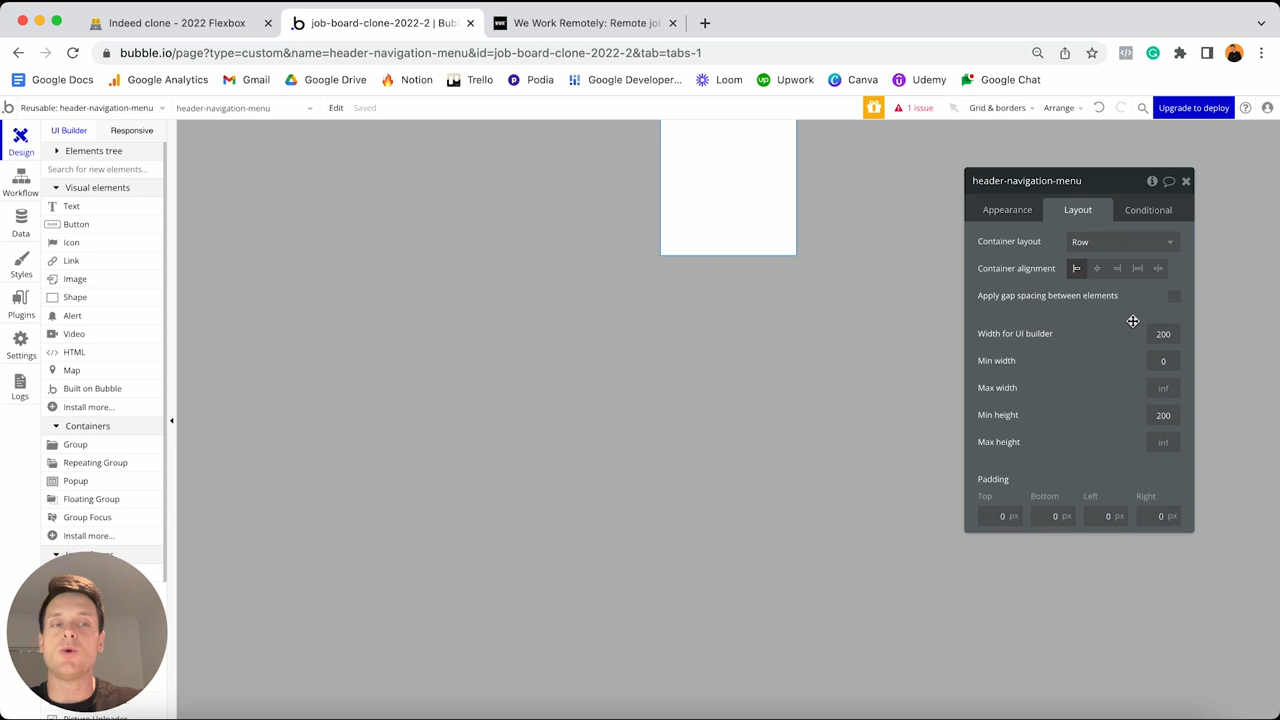 Indeed clone - 2022 Flexbox
job-board-clone-2022-2 | Bubb
We Work Remotely: Remote job
bubble.io/page?type=custom&name=header-navigation-menu&id=job-board-clone-2022-2&tab=tabs-1
Google Docs Google Analytics Gmail Google Drive Notion Trello Podia Google Developer... Loom Upwork Canva Udemy Google Chat
Reusable: header-navigation-menu header-navigation-menu Edit Saved 1 issue Grid & borders Arrange Upgrade to deploy
Design
Workflow
Data
Styles
Plugins
Settings
Logs
UI Builder Responsive
Elements tree
Search for new elements...
Visual elements
Text
Button
Icon
Link
Image
Shape
Alert
Video
HTML
Map
Built on Bubble
Install more...
Containers
Group
Repeating Group
Popup
Floating Group
Group Focus
Install more...
header-navigation-menu
Appearance Layout Conditional
Container layout Row
Container alignment
Apply gap spacing between elements
Width for UI builder 200
Min width 0
Max width inf
Min height 200
Max height inf
Padding
Top Bottom Left Right
0 px 0 px 0 px 0 px